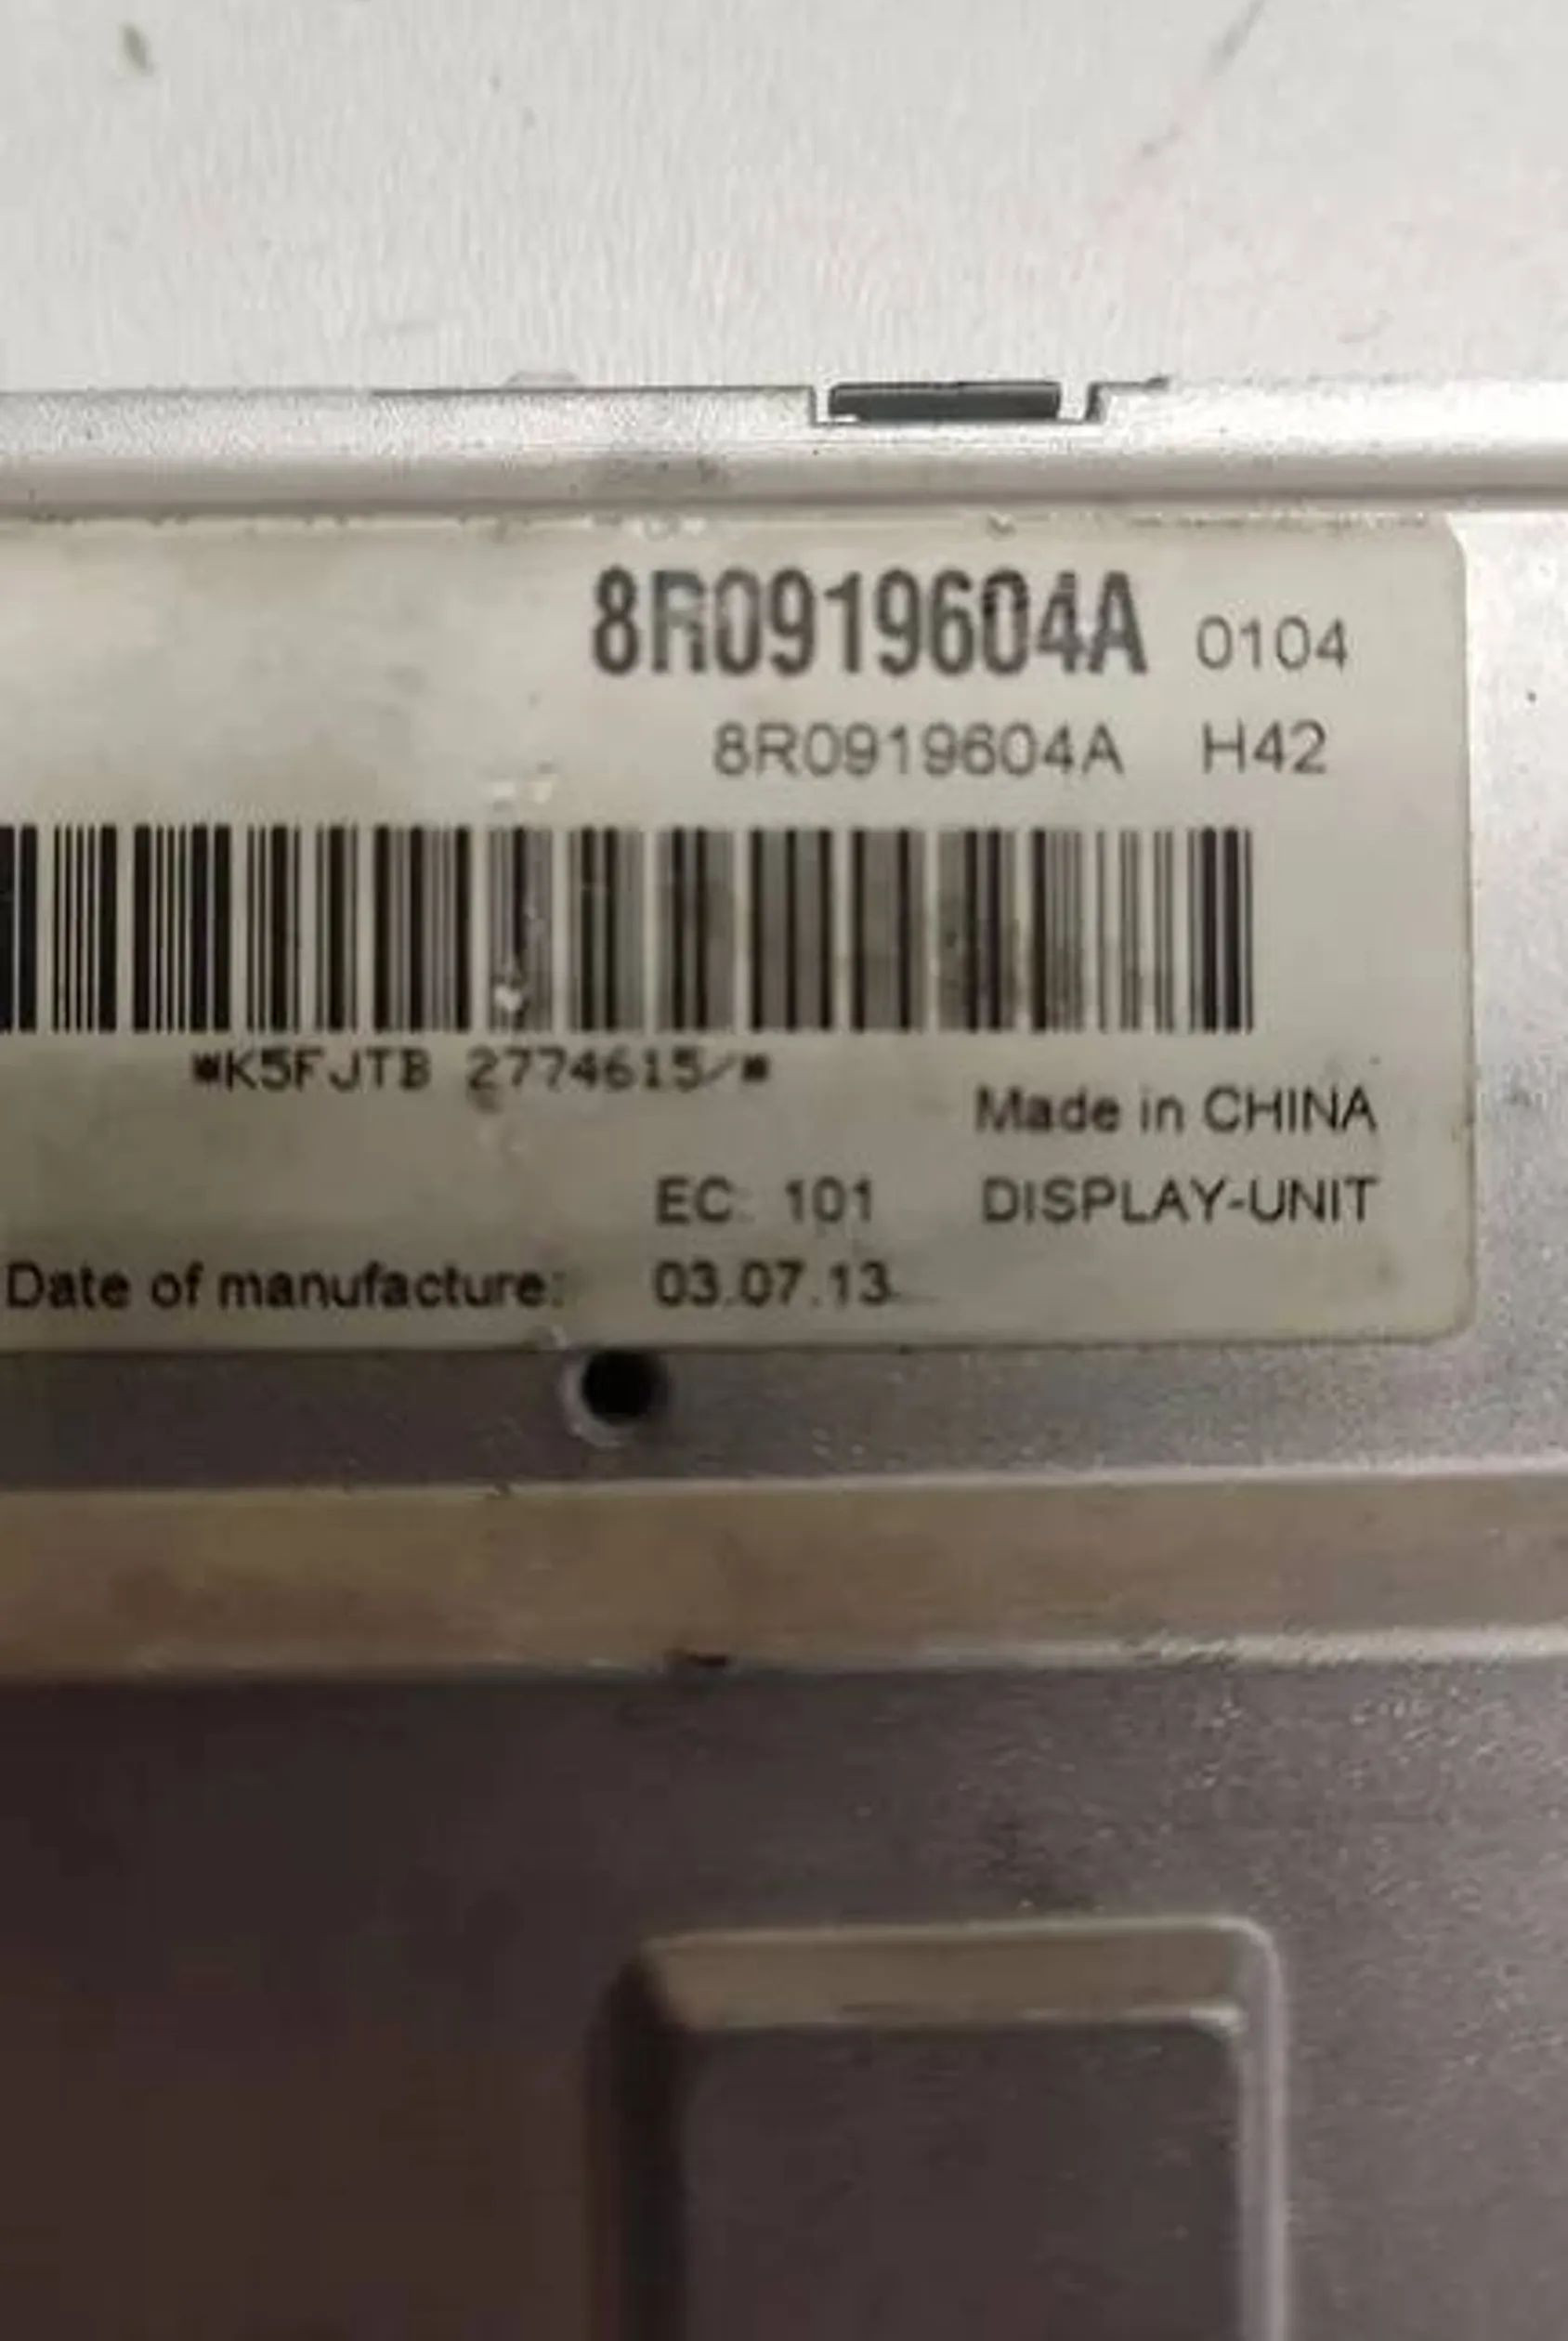 8R0919604A 0104
8R0919604A H42
*K5FJTB 2774615/*
Made in CHINA
EC: 101 DISPLAY-UNIT
Date of manufacture: 03.07.13